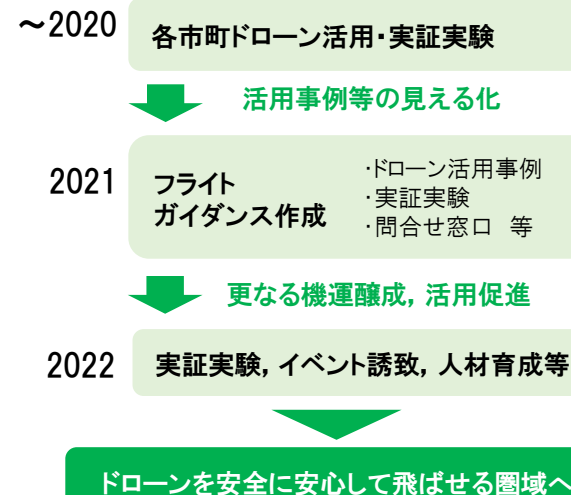 ～2020
各市町ドローン活用・実証実験
活用事例等の見える化
2021
フライト
ガイダンス作成
・ドローン活用事例
・実証実験
・問合せ窓口　等
更なる機運醸成，活用促進
2022
実証実験，イベント誘致，人材育成等
ドローンを安全に安心して飛ばせる圏域へ